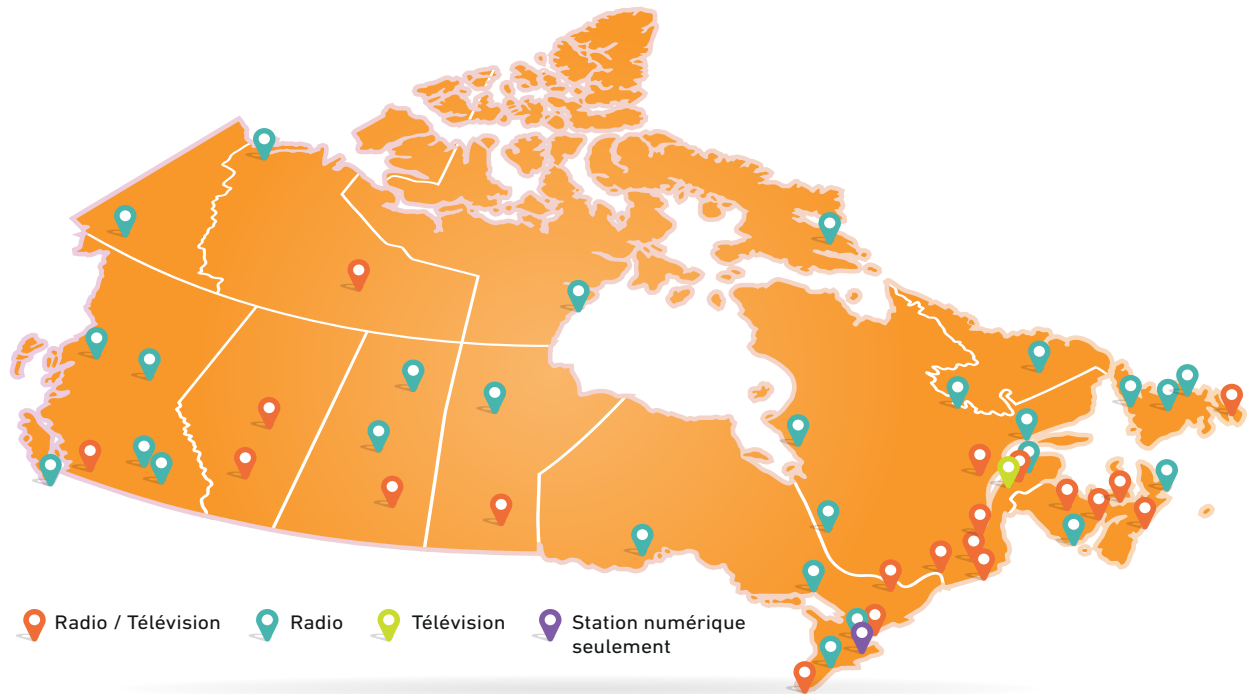 Radio / Télévision
Radio
Télévision
Station numérique
seulement